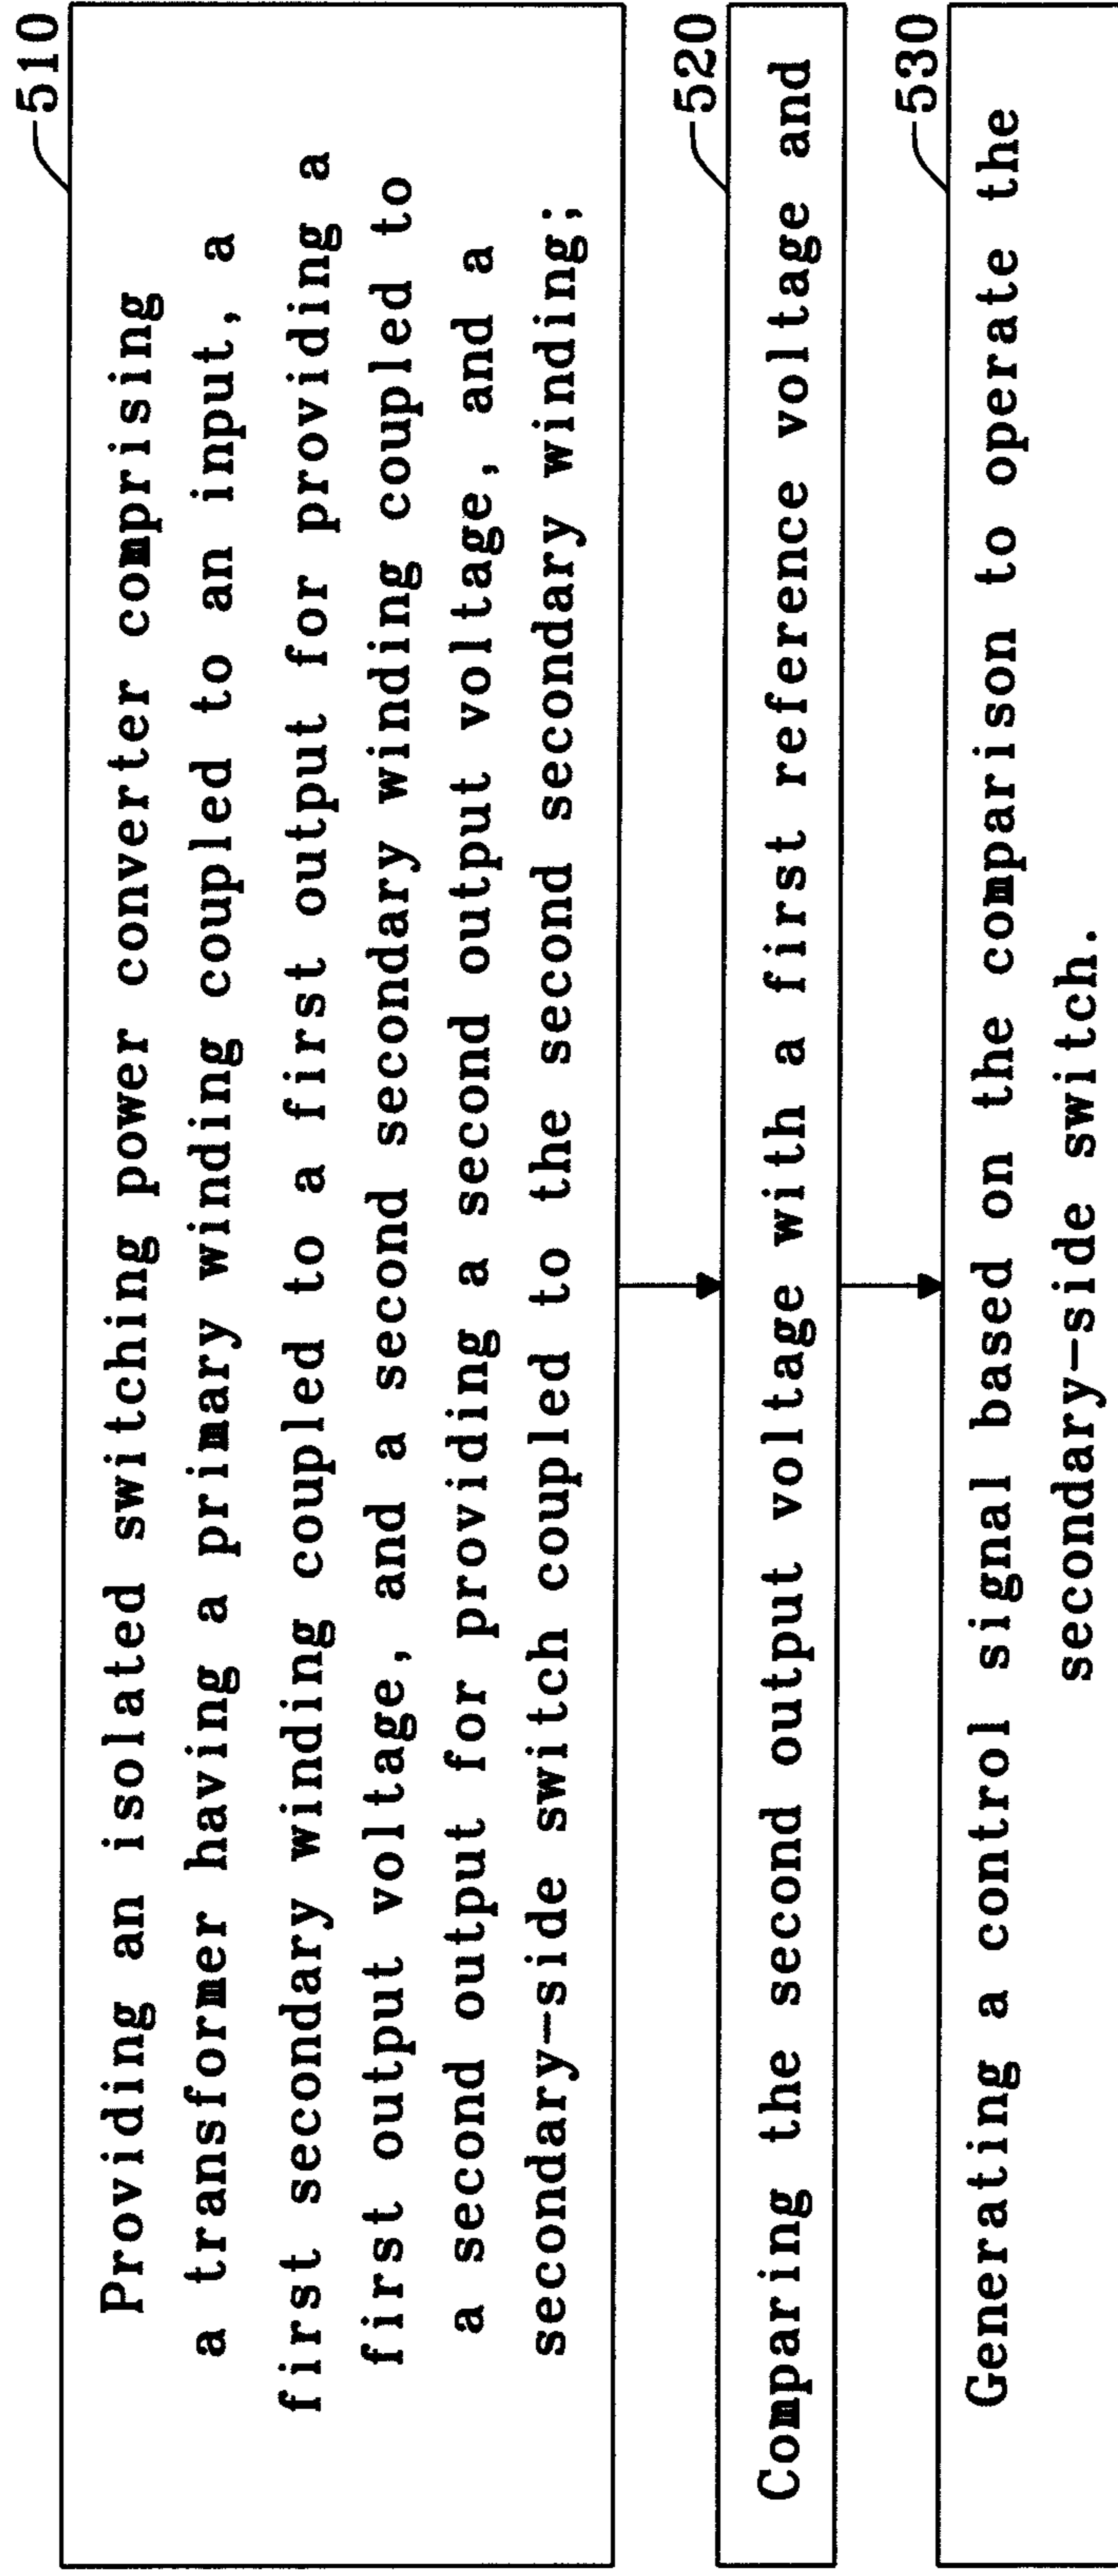 510
Providing an isolated switching power converter comprising
a transformer having a primary winding coupled to an input, a
first secondary winding coupled to a first output for providing a
first output voltage, and a second secondary winding coupled to
a second output for providing a second output voltage, and a
secondary-side switch coupled to the second secondary winding;
520
Comparing the second output voltage with a first reference voltage and
530
Generating a control signal based on the comparison to operate the
secondary-side switch.